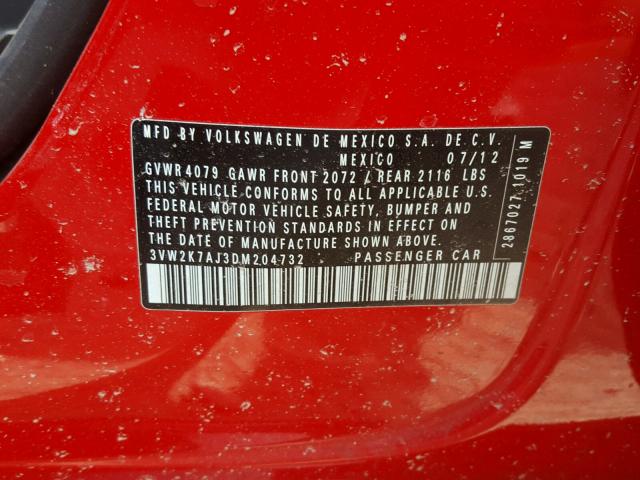 MFD BY VOLKSWAGEN DE MEXICO S.A. DE C.V.
MEXICO 07/12
GVWR 4079 GAWR FRONT 2072 / REAR 2116 LBS
THIS VEHICLE CONFORMS TO ALL APPLICABLE U.S.
FEDERAL MOTOR VEHICLE SAFETY, BUMPER AND
THEFT PREVENTION STANDARDS IN EFFECT ON
THE DATE OF MANUFACTURE SHOWN ABOVE.
3VW2K7AJ3DM204732 PASSENGER CAR
2867027 1019 M